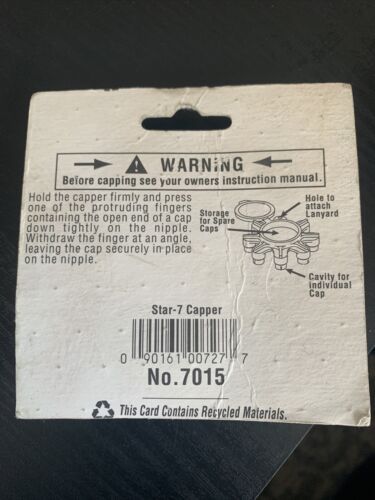 WARNING
Before capping see your owners instruction manual.
Hold the capper firmly and press
one of the protruding fingers
containing the open end of a cap
down tightly on the nipple.
Withdraw the finger at an angle,
leaving the cap securely in place
on the nipple.
Storage
for Spare
Caps
Hole to
attach
Lanyard
Cavity for
individual
Cap
Star-7 Capper
0 90161 00727 7
No.7015
This Card Contains Recycled Materials.